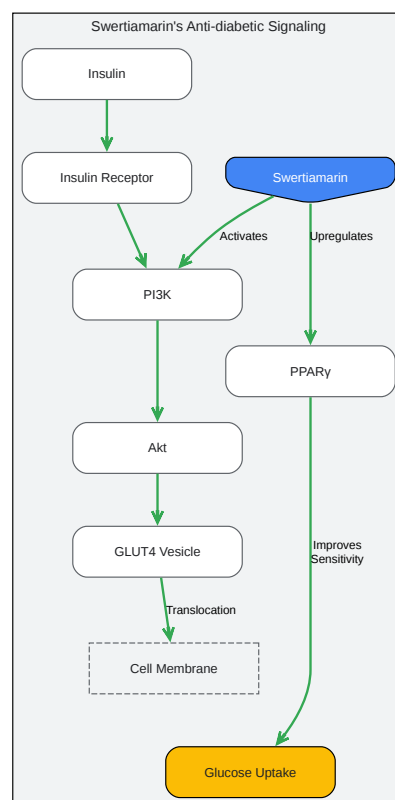 Swertiamarin's Anti-diabetic Signaling
Insulin
Insulin Receptor
Swertiamarin
Activates
Upregulates
PI3K
PPARγ
Akt
GLUT4 Vesicle
Improves
Sensitivity
Translocation
Cell Membrane
Glucose Uptake